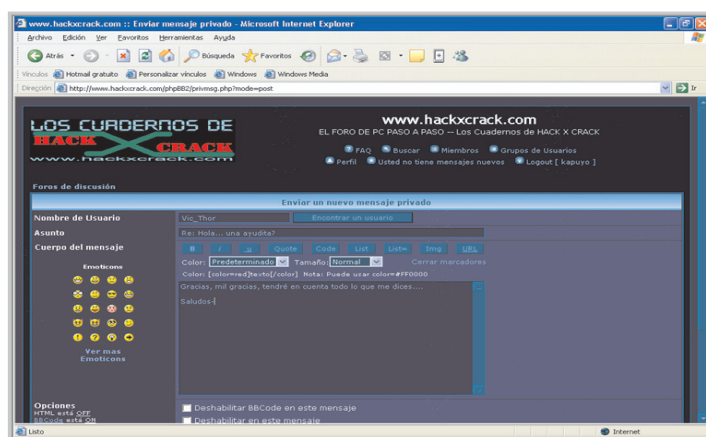 www.hackxcrack.com :: Enviar mensaje privado - Microsoft Internet Explorer
Archivo Edición Ver Favoritos Herramientas Ayuda
Atrás Búsqueda Favoritos
Vínculos Hotmail gratuito Personalizar vínculos Windows Windows Media
Dirección http://www.hackxcrack.com/phpBB2/privmsg.php?mode=post Ir
LOS CUADERNOS DE
HACK X CRACK
www.hackxcrack.com
www.hackxcrack.com
EL FORO DE PC PASO A PASO -- Los Cuadernos de HACK X CRACK
FAQ Buscar Miembros Grupos de Usuarios
Perfil Usted no tiene mensajes nuevos Logout [ kapuyo ]
Foros de discusión
Enviar un nuevo mensaje privado
Nombre de Usuario Vic_Thor Encontrar un usuario
Asunto Re: Hola... una ayudita?
Cuerpo del mensaje B i u Quote Code List List= Img URL
Color: Predeterminado Tamaño: Normal Cerrar marcadores
Color: [color=red]texto[/color] Nota: Puede usar color=#FF0000
Emoticons
Gracias, mil gracias, tendré en cuenta todo lo que me dices....
Saludos-
Ver mas
Emoticons
Opciones
HTML está OFF
BBCode está ON
Deshabilitar BBCode en este mensaje
Deshabilitar en este mensaje
Listo Internet